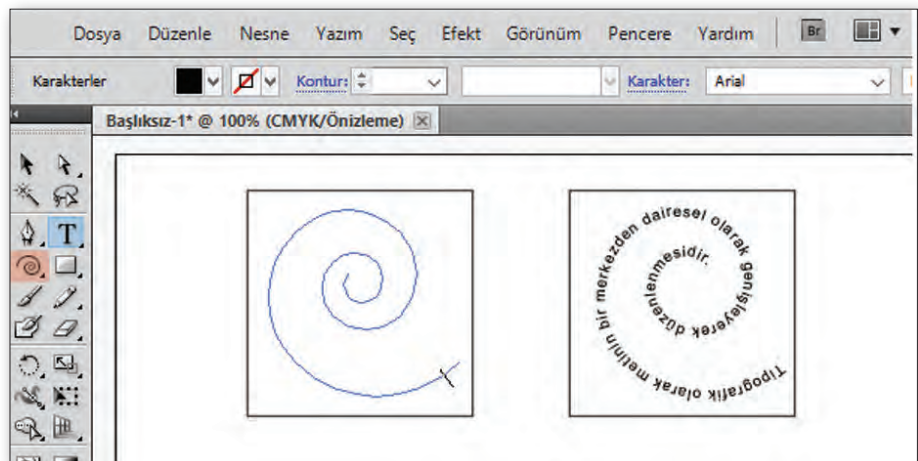 Dosya Düzenle Nesne Yazım Seç Efekt Görünüm Pencere Yardım Br
Karakterler Kontur: Karakter: Arial
Başlıksız-1* @ 100% (CMYK/Önizleme)
T
Tipografik olarak metinin bir merkezden dairesel olarak genişleyerek düzenlenmesidir.